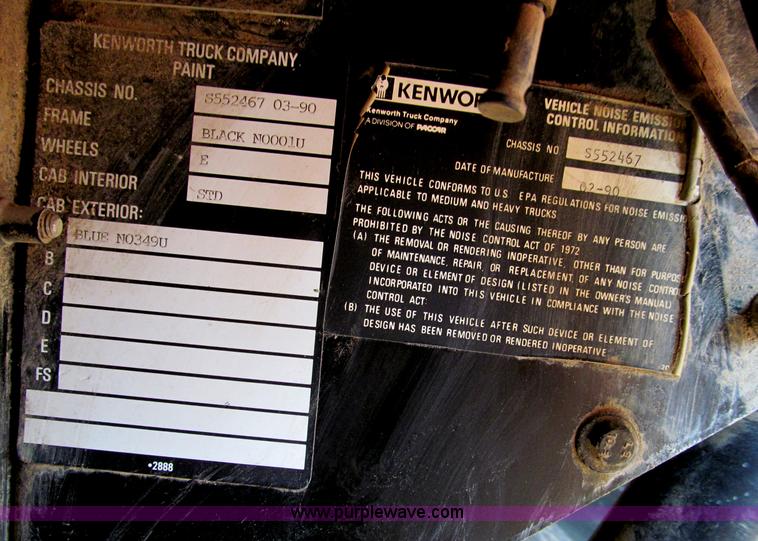 KENWORTH TRUCK COMPANY
PAINT
CHASSIS NO. S552467 03-90
FRAME BLACK N0001U
WHEELS E
CAB INTERIOR STD
CAB EXTERIOR:
BLUE N0349U
B
C
D
E
FS
•2888
KENWOR
Kenworth Truck Company
A DIVISION OF PACCAR
VEHICLE NOISE EMISSI
CONTROL INFORMATION
CHASSIS NO S552467
DATE OF MANUFACTURE 02-90
THIS VEHICLE CONFORMS TO U.S. EPA REGULATIONS FOR NOISE EMISSI
APPLICABLE TO MEDIUM AND HEAVY TRUCKS
THE FOLLOWING ACTS OR THE CAUSING THEREOF BY ANY PERSON ARE
PROHIBITED BY THE NOISE CONTROL ACT OF 1972
(A) THE REMOVAL OR RENDERING INOPERATIVE, OTHER THAN FOR PURPOS
OF MAINTENANCE, REPAIR, OR REPLACEMENT, OF ANY NOISE CONTRO
DEVICE OR ELEMENT OF DESIGN (LISTED IN THE OWNER'S MANUAL)
INCORPORATED INTO THIS VEHICLE IN COMPLIANCE WITH THE NOISE
CONTROL ACT:
(B) THE USE OF THIS VEHICLE AFTER SUCH DEVICE OR ELEMENT OF
DESIGN HAS BEEN REMOVED OR RENDERED INOPERATIVE
www.purplewave.com